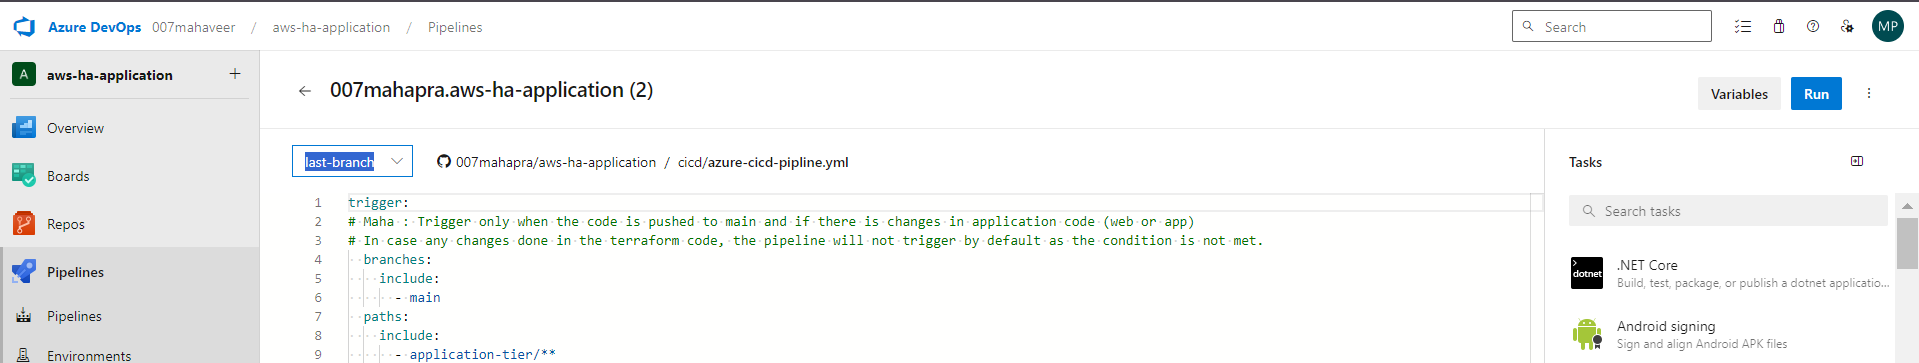 Azure DevOps 007mahaveer / aws-ha-application / Pipelines Search MP
A aws-ha-application +
007mahapra.aws-ha-application (2) Variables Run
Overview
Boards
Repos
Pipelines
Pipelines
Environments
last-branch 007mahapra/aws-ha-application / cicd/azure-cicd-pipline.yml
1 trigger:
2 # Maha : Trigger only when the code is pushed to main and if there is changes in application code (web or app)
3 # In case any changes done in the terraform code, the pipeline will not trigger by default as the condition is not met.
4 branches:
5 include:
6 - main
7 paths:
8 include:
9 - application-tier/**
Tasks
Search tasks
dotnet
.NET Core
Build, test, package, or publish a dotnet applicatio...
Android signing
Sign and align Android APK files